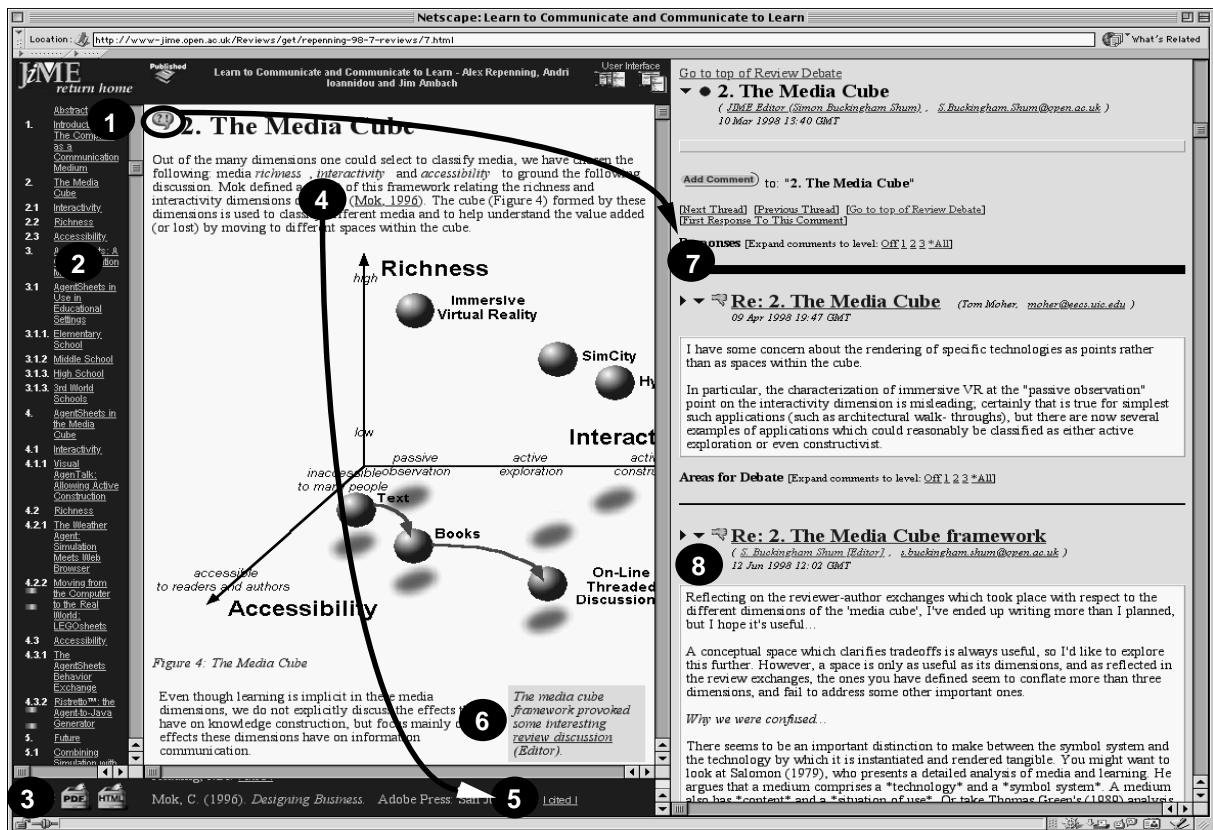 Netscape: Learn to Communicate and Communicate to Learn
Location: http://www-jime.open.ac.uk/Reviews/get/repenning-98-7-reviews/7.html
What's Related
JiME
return home
Published
Learn to Communicate and Communicate to Learn - Alex Repenning, Andri
Ioannidou and Jim Ambach
User Interface
Abstract
1. Introduct
The Comp
as a
Communication
Medium
2. The Media
Cube
2.1 Interactivity
2.2 Richness
2.3 Accessibility
3.
3.1 AgentSheets in
Use in
Educational
Settings
3.1.1. Elementary
School
3.1.2 Middle School
3.1.3. High School
3.1.3. 3rd World
Schools
4. AgentSheets in
the Media
Cube
4.1 Interactivity
4.1.1 Visual
AgenTalk:
Allowing Active
Construction
4.2 Richness
4.2.1 The Weather
Agent:
Simulation
Meets Web
Browser
4.2.2 Moving from
the Computer
to the Real
World:
LEGOsheets
4.3 Accessibility
4.3.1 The
AgentSheets
Behavior
Exchange
4.3.2 Ristretto™: the
Agent-to-Java
Generator
5. Future
5.1 Combining
Simulation with
1
2
3
PDF HTML
2. The Media Cube
Out of the many dimensions one could select to classify media, we have chosen the
following: media richness , interactivity and accessibility to ground the following
discussion. Mok defined a of this framework relating the richness and
interactivity dimensions (Mok, 1996). The cube (Figure 4) formed by these
dimensions is used to classify different media and to help understand the value added
(or lost) by moving to different spaces within the cube.
4
Richness
high
Immersive
Virtual Reality
SimCity
Hy
low
Interact
passive
observation
active
exploration
acti
constru
inaccessible
to many people
Text
Books
On-Line
Threaded
Discussion
accessible
to readers and authors
Accessibility
Figure 4: The Media Cube
Even though learning is implicit in these media
dimensions, we do not explicitly discuss the effects
have on knowledge construction, but focus mainly
effects these dimensions have on information
communication.
6
The media cube
framework provoked
some interesting
review discussion
(Editor).
Mok, C. (1996). Designing Business. Adobe Press: San J 5 [cited]
Go to top of Review Debate
2. The Media Cube
( JIME Editor (Simon Buckingham Shum) , S.Buckingham.Shum@open.ac.uk )
10 Mar 1998 13:40 GMT
Add Comment to: "2. The Media Cube"
[Next Thread] [Previous Thread] [Go to top of Review Debate]
[First Response To This Comment]
Responses [Expand comments to level: Off 1 2 3 *All]
7
Re: 2. The Media Cube (Tom Moher, moher@eecs.uic.edu )
09 Apr 1998 19:47 GMT
I have some concern about the rendering of specific technologies as points rather
than as spaces within the cube.
In particular, the characterization of immersive VR at the "passive observation"
point on the interactivity dimension is misleading; certainly that is true for simplest
such applications (such as architectural walk- throughs), but there are now several
examples of applications which could reasonably be classified as either active
exploration or even constructivist.
Areas for Debate [Expand comments to level: Off 1 2 3 *All]
Re: 2. The Media Cube framework
( S. Buckingham Shum [Editor] , s.buckingham.shum@open.ac.uk )
12 Jun 1998 12:02 GMT
8
Reflecting on the reviewer-author exchanges which took place with respect to the
different dimensions of the 'media cube', I've ended up writing more than I planned,
but I hope it's useful...
A conceptual space which clarifies tradeoffs is always useful, so I'd like to explore
this further. However, a space is only as useful as its dimensions, and as reflected in
the review exchanges, the ones you have defined seem to conflate more than three
dimensions, and fail to address some other important ones.
Why we were confused...
There seems to be an important distinction to make between the symbol system and
the technology by which it is instantiated and rendered tangible. You might want to
look at Salomon (1979), who presents a detailed analysis of media and learning. He
argues that a medium comprises a *technology* and a *symbol system*. A medium
also has *content* and a *situation of use*. Or take Thomas Green's (1989) analysis